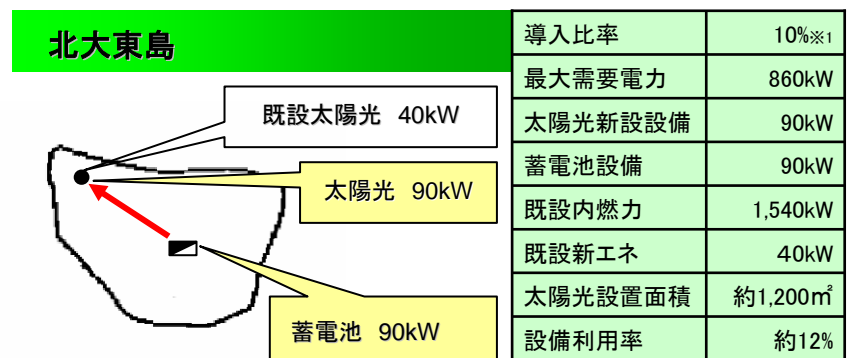 北大東島
既設太陽光 40kW
太陽光 90kW
蓄電池 90kW
導入比率 10%※1
最大需要電力 860kW
太陽光新設設備 90kW
蓄電池設備 90kW
既設内燃力 1,540kW
既設新エネ 40kW
太陽光設置面積 約1,200㎡
設備利用率 約12%